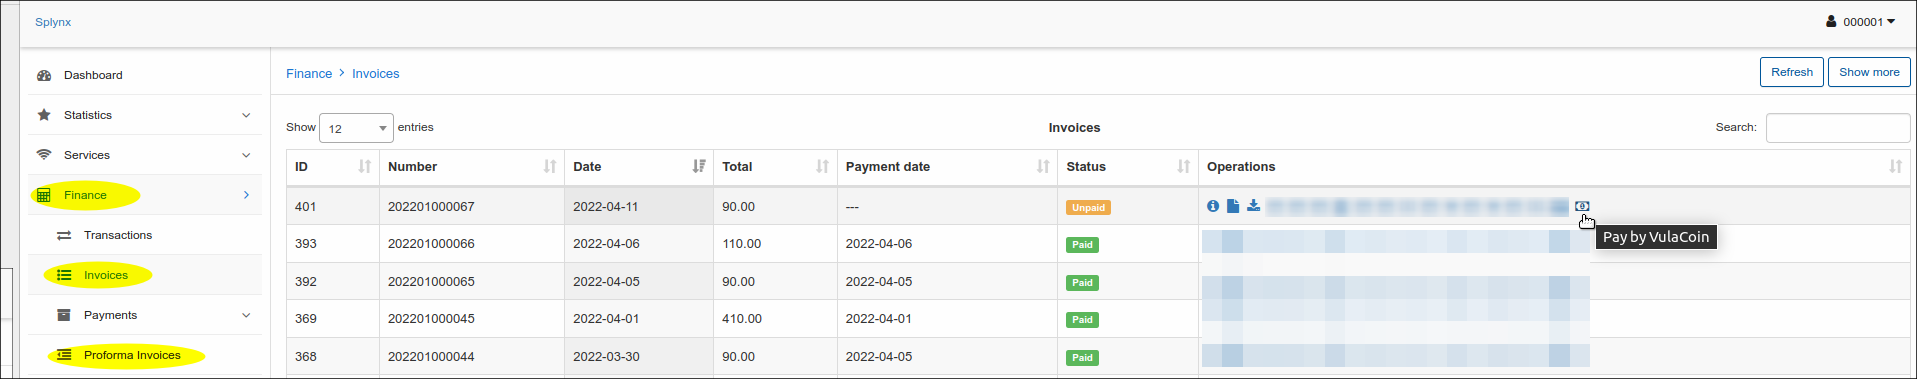 Splynx
000001
Dashboard
Statistics
Services
Finance
Transactions
Invoices
Payments
Proforma Invoices
Finance > Invoices
Refresh
Show more
Show 12 entries
Invoices
Search:
ID Number Date Total Payment date Status Operations
401 202201000067 2022-04-11 90.00 --- Unpaid
Pay by VulaCoin
393 202201000066 2022-04-06 110.00 2022-04-06 Paid
392 202201000065 2022-04-05 90.00 2022-04-05 Paid
369 202201000045 2022-04-01 410.00 2022-04-01 Paid
368 202201000044 2022-03-30 90.00 2022-04-05 Paid